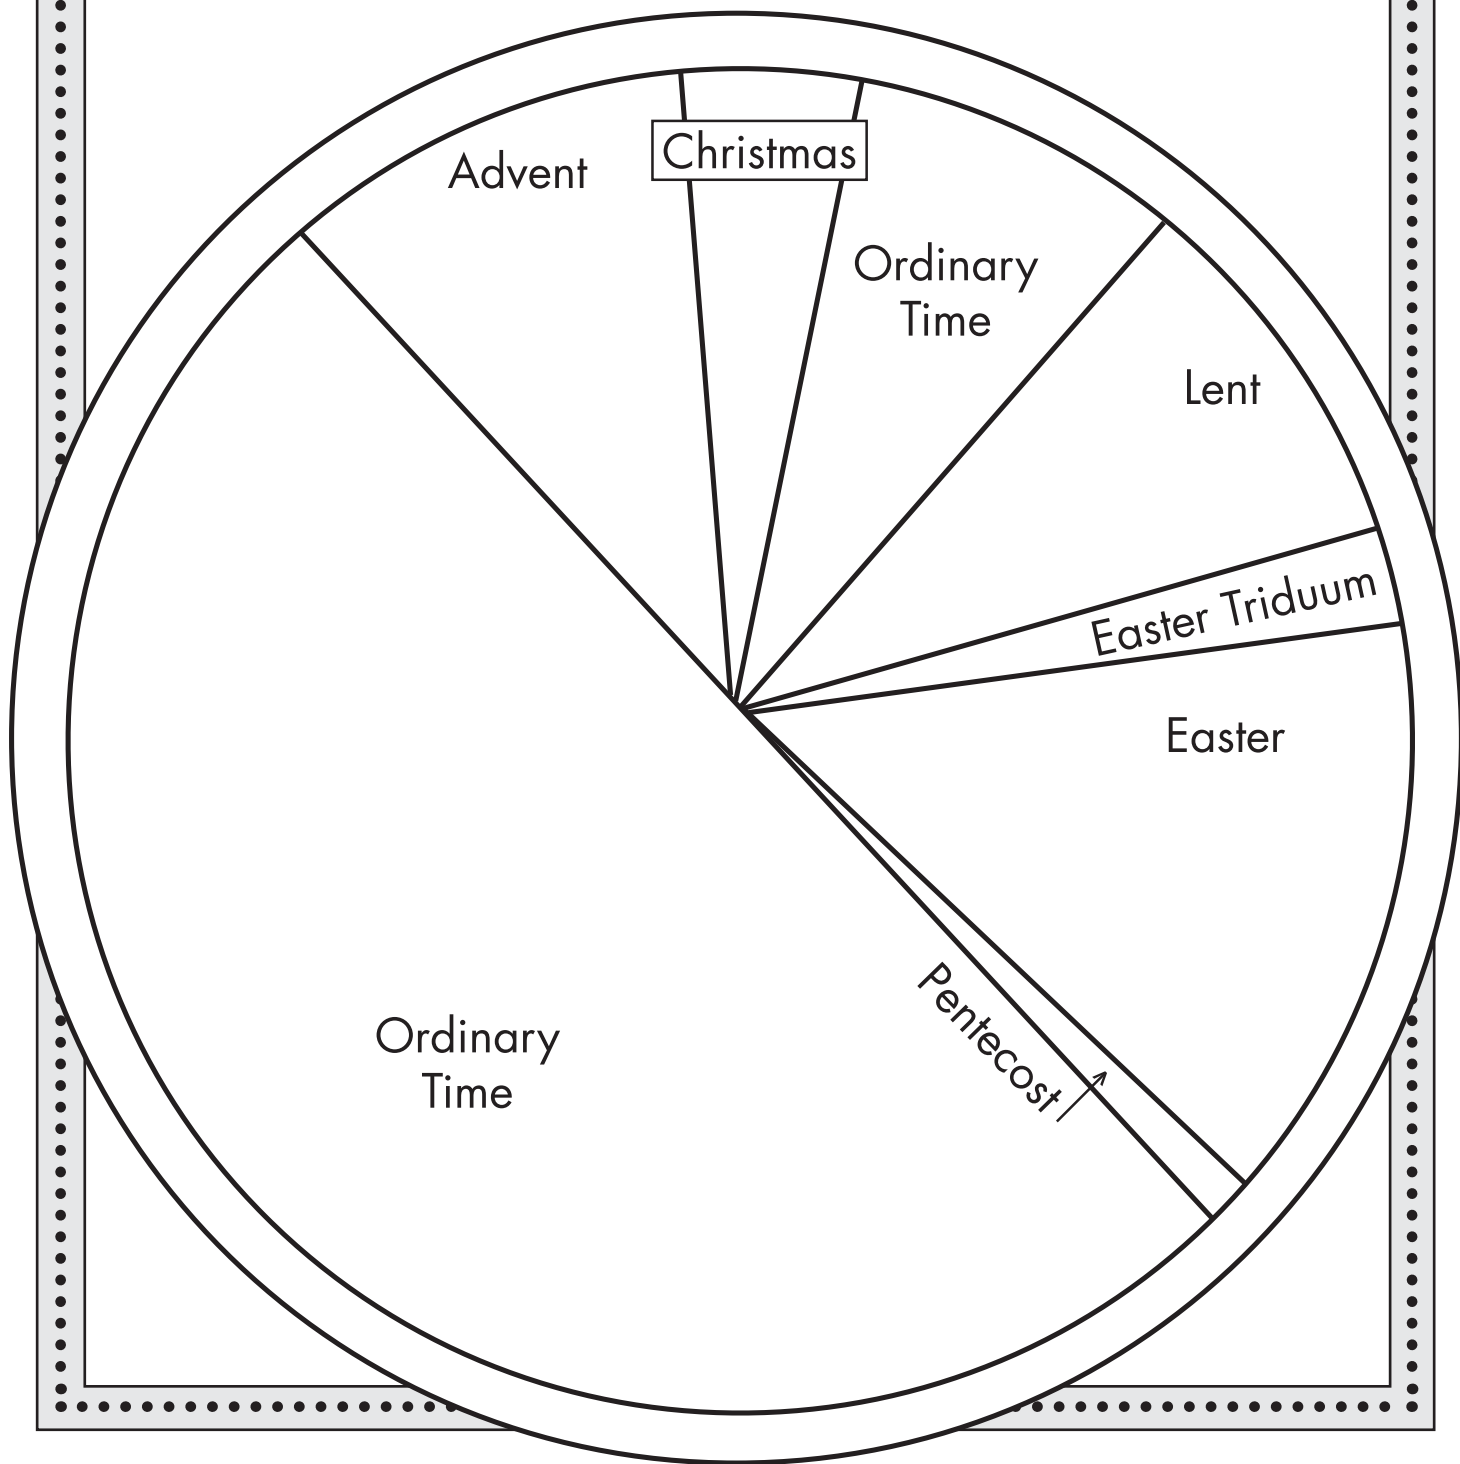 Christmas
Advent
Ordinary
Time
Lent
Easter Triduum
Easter
Pentecost
Ordinary
Time